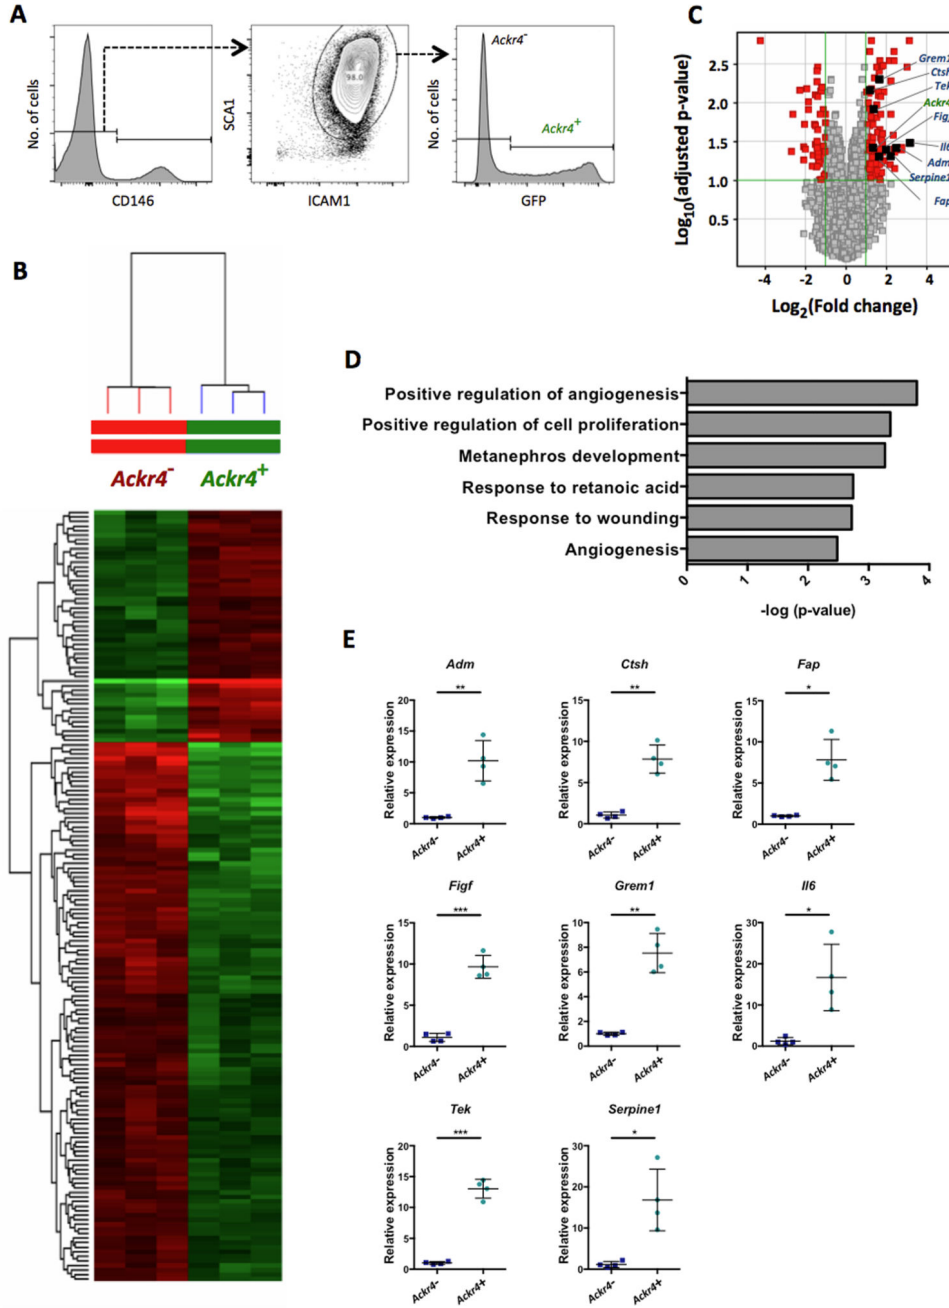 A
No. of cells
CD146
SCA1
98.0
ICAM1
No. of cells
Ackr4-
Ackr4+
GFP
C
Log10(adjusted p-value)
2.5
2.0
1.5
1.0
0.5
-4
-2
0
2
4
Log2(Fold change)
Grem1
Ctsh
Tek
Ackr4
Il6
Adm
Serpine1
Fap
B
Ackr4-
Ackr4+
D
Positive regulation of angiogenesis
Positive regulation of cell proliferation
Metanephros development
Response to retanoic acid
Response to wounding
Angiogenesis
0
1
2
3
4
-log (p-value)
E
Adm
Relative expression
20
15
10
5
0
**
Ackr4-
Ackr4+
Ctsh
Relative expression
15
10
5
0
**
Ackr4-
Ackr4+
Fap
Relative expression
15
10
5
0
*
Ackr4-
Ackr4+
Figf
Relative expression
15
10
5
0
***
Ackr4-
Ackr4+
Grem1
Relative expression
10
8
6
4
2
0
**
Ackr4-
Ackr4+
Il6
Relative expression
30
20
10
0
*
Ackr4-
Ackr4+
Tek
Relative expression
20
15
10
5
0
***
Ackr4-
Ackr4+
Serpine1
Relative expression
30
20
10
0
*
Ackr4-
Ackr4+